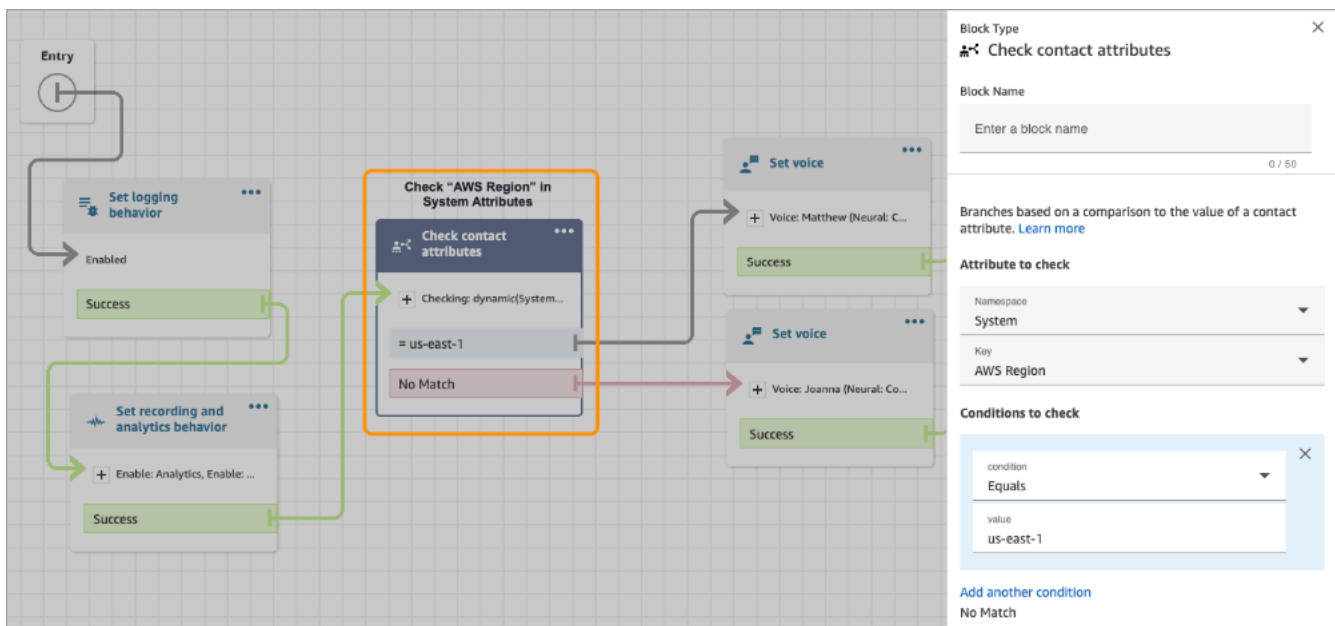 Entry
Set logging
behavior
Enabled
Success
Set recording and
analytics behavior
Enable: Analytics, Enable: ...
Success
Check “AWS Region” in
System Attributes
Check contact
attributes
Checking: dynamic(System...
= us-east-1
No Match
Set voice
Voice: Matthew (Neural: C...
Success
Set voice
Voice: Joanna (Neural: Co...
Success
Block Type
Check contact attributes
Block Name
Enter a block name
0 / 50
Branches based on a comparison to the value of a contact
attribute. Learn more
Attribute to check
Namespace
System
Key
AWS Region
Conditions to check
condition
Equals
value
us-east-1
Add another condition
No Match